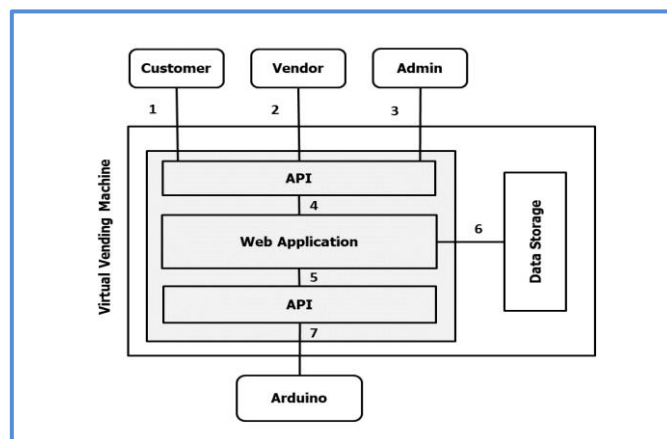 Customer
Vendor
Admin
1
2
3
Virtual Vending Machine
API
4
Web Application
6
Data Storage
5
API
7
Arduino